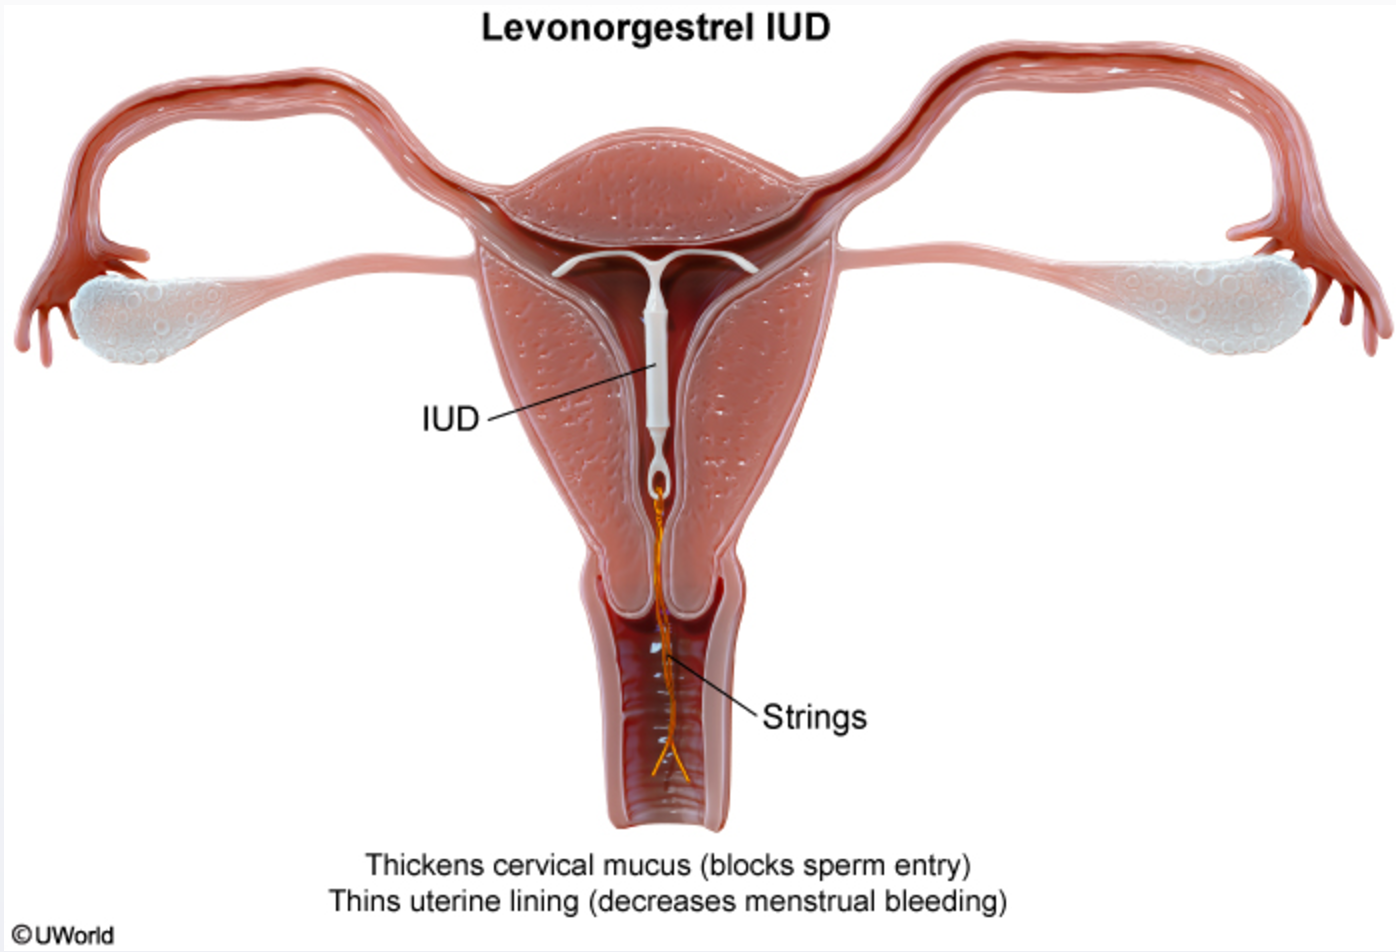 Levonorgestrel IUD
IUD
Strings
Thickens cervical mucus (blocks sperm entry)
Thins uterine lining (decreases menstrual bleeding)
©UWorld